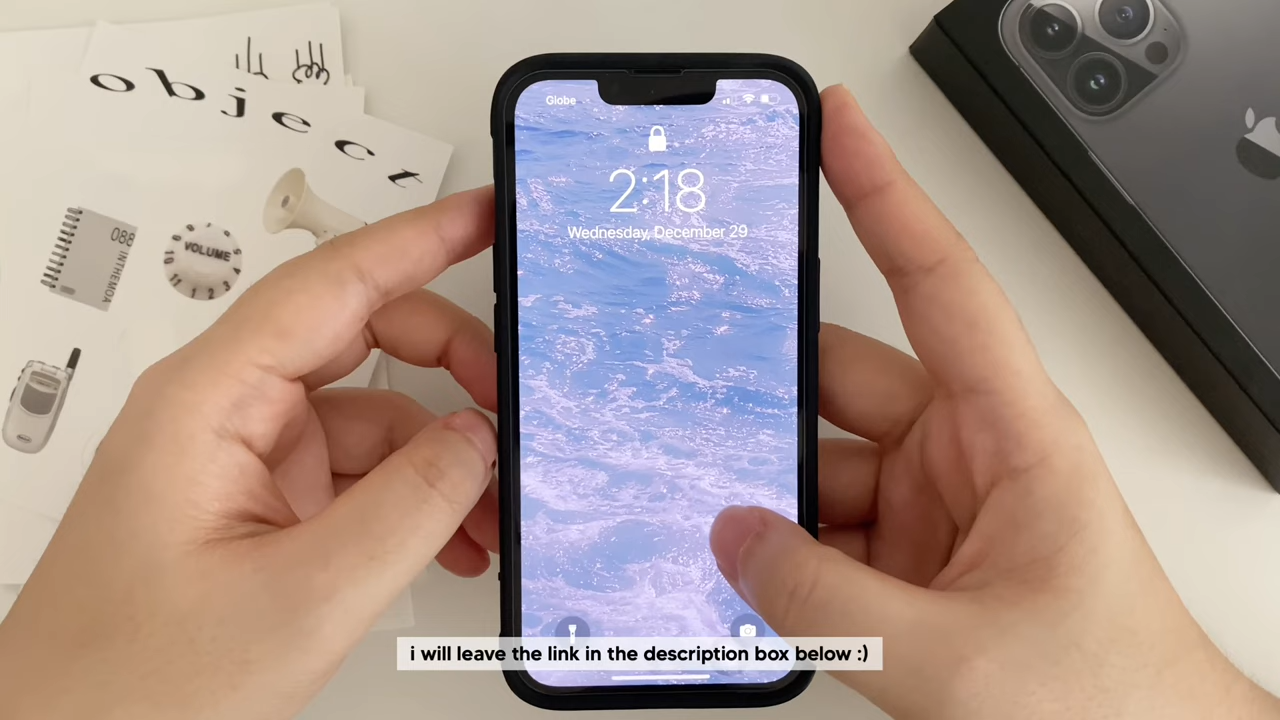 object
Globe
2:18
Wednesday, December 29
088
INTHEMOA
VOLUME
i will leave the link in the description box below :)